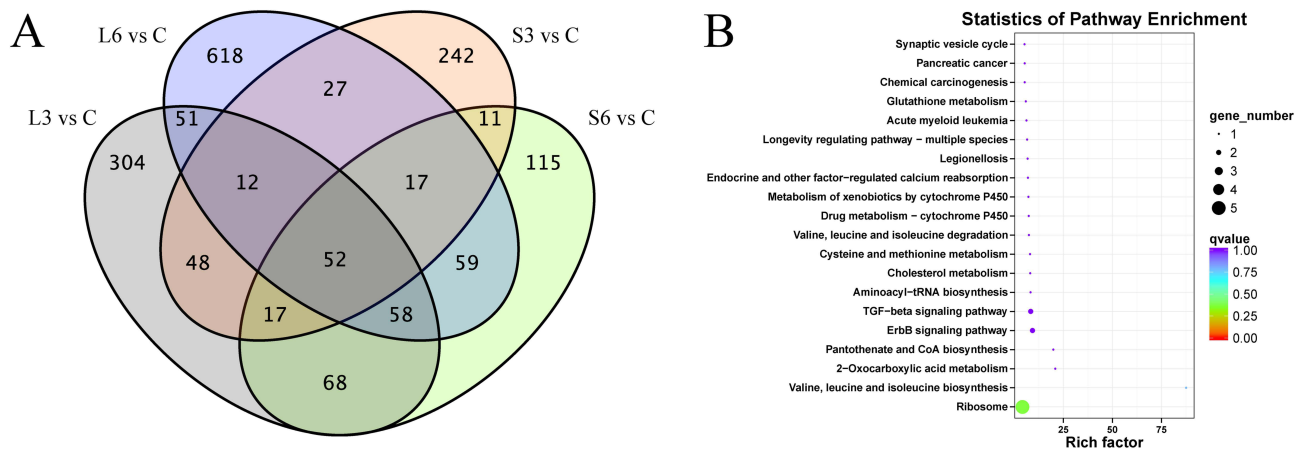 A
L6 vs C
S3 vs C
L3 vs C
S6 vs C
618
242
27
51
11
304
12
17
115
48
52
59
17
58
68
B
Statistics of Pathway Enrichment
Synaptic vesicle cycle
Pancreatic cancer
Chemical carcinogenesis
Glutathione metabolism
Acute myeloid leukemia
Longevity regulating pathway − multiple species
Legionellosis
Endocrine and other factor−regulated calcium reabsorption
Metabolism of xenobiotics by cytochrome P450
Drug metabolism − cytochrome P450
Valine, leucine and isoleucine degradation
Cysteine and methionine metabolism
Cholesterol metabolism
Aminoacyl−tRNA biosynthesis
TGF−beta signaling pathway
ErbB signaling pathway
Pantothenate and CoA biosynthesis
2−Oxocarboxylic acid metabolism
Valine, leucine and isoleucine biosynthesis
Ribosome
25
50
75
Rich factor
gene_number
1
2
3
4
5
qvalue
1.00
0.75
0.50
0.25
0.00